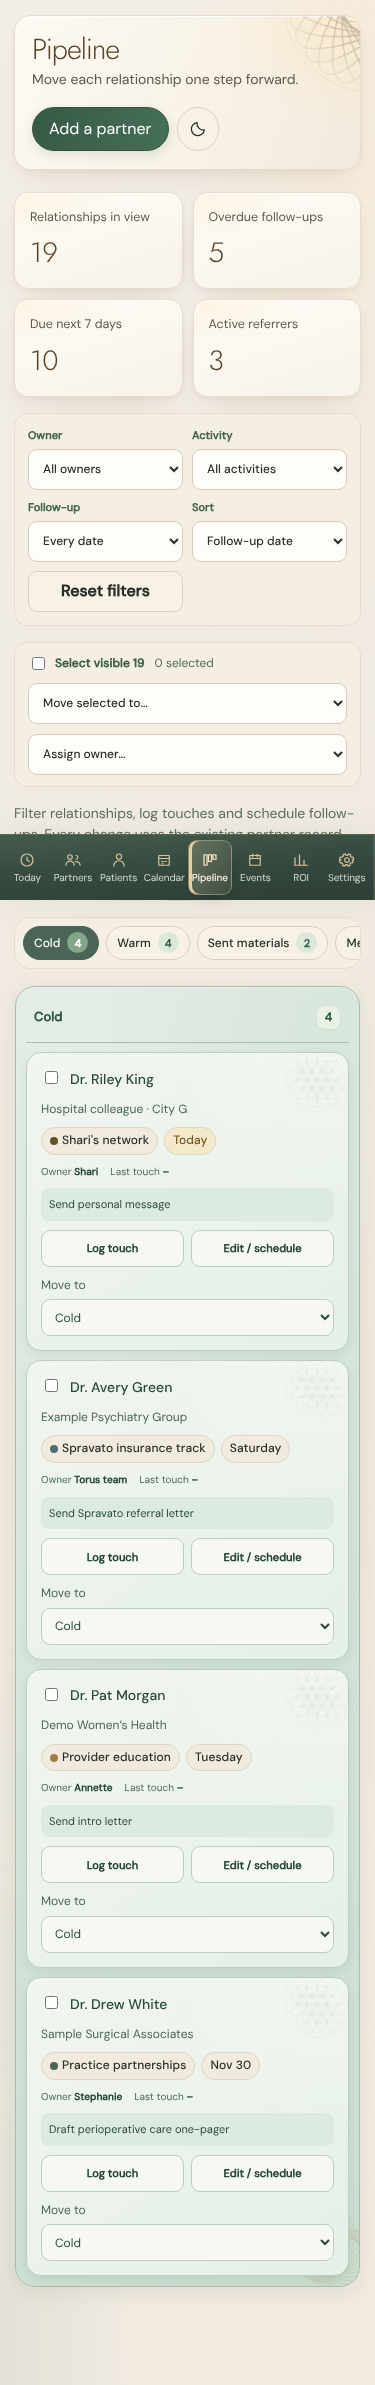 Pipeline
Move each relationship one step forward.
Add a partner
Relationships in view
19
Overdue follow-ups
5
Due next 7 days
10
Active referrers
3
Owner
Activity
All owners
All activities
Follow-up
Sort
Every date
Follow-up date
Reset filters
Select visible 19 0 selected
Move selected to...
Assign owner...
Filter relationships, log touches and schedule follow-
ups. Every change uses the existing partner record.
Today Partners Patients Calendar Pipeline Events ROI Settings
Cold 4 Warm 4 Sent materials 2 Me
Cold 4
Dr. Riley King
Hospital colleague · City G
Shari's network Today
Owner Shari Last touch –
Send personal message
Log touch Edit / schedule
Move to
Cold
Dr. Avery Green
Example Psychiatry Group
Spravato insurance track Saturday
Owner Torus team Last touch –
Send Spravato referral letter
Log touch Edit / schedule
Move to
Cold
Dr. Pat Morgan
Demo Women's Health
Provider education Tuesday
Owner Annette Last touch –
Send intro letter
Log touch Edit / schedule
Move to
Cold
Dr. Drew White
Sample Surgical Associates
Practice partnerships Nov 30
Owner Stephanie Last touch –
Draft perioperative care one-pager
Log touch Edit / schedule
Move to
Cold